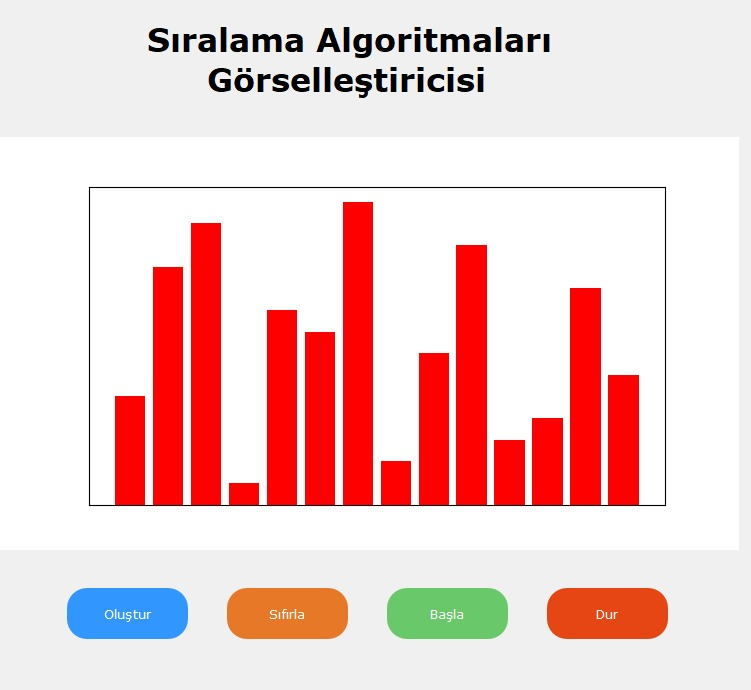 Sıralama Algoritmaları
Görselleştiricisi
Oluştur
Sıfırla
Başla
Dur